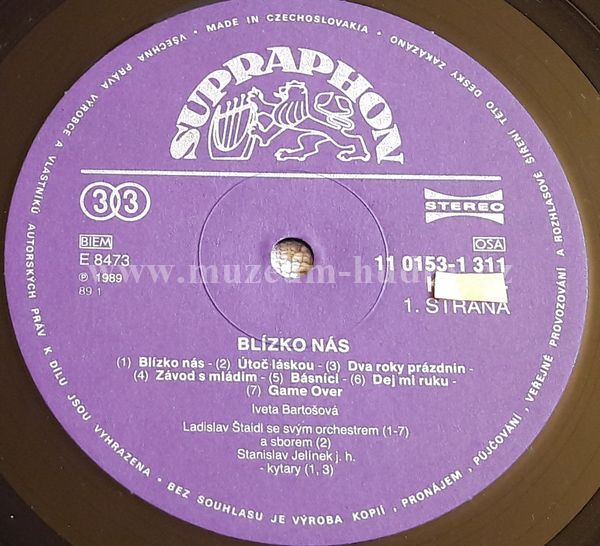 MADE IN CZECHOSLOVAKIA • VŠECHNA PRÁVA VÝROBCE A VLASTNÍKŮ AUTORSKÝCH PRÁV K DÍLU JSOU VYHRAZENA • BEZ SOUHLASU JE VÝROBA KOPIÍ, PRONÁJEM, PŮJČOVÁNÍ, VEŘEJNÉ PROVOZOVÁNÍ A ROZHLASOVÉ ŠÍŘENÍ TÉTO DESKY ZAKÁZÁNO •
SUPRAPHON
33
STEREO
BIEM
OSA
E 8473
11 0153-1 311
℗ 1989
89 1
1. STRANA
www.muzeum-hud
z
BLÍZKO NÁS
(1) Blízko nás - (2) Útoč láskou - (3) Dva roky prázdnin -
(4) Závod s mládím - (5) Básníci - (6) Dej mi ruku -
(7) Game Over
Iveta Bartošová
Ladislav Štaidl se svým orchestrem (1-7)
a sborem (2)
Stanislav Jelínek j. h.
- kytary (1, 3)